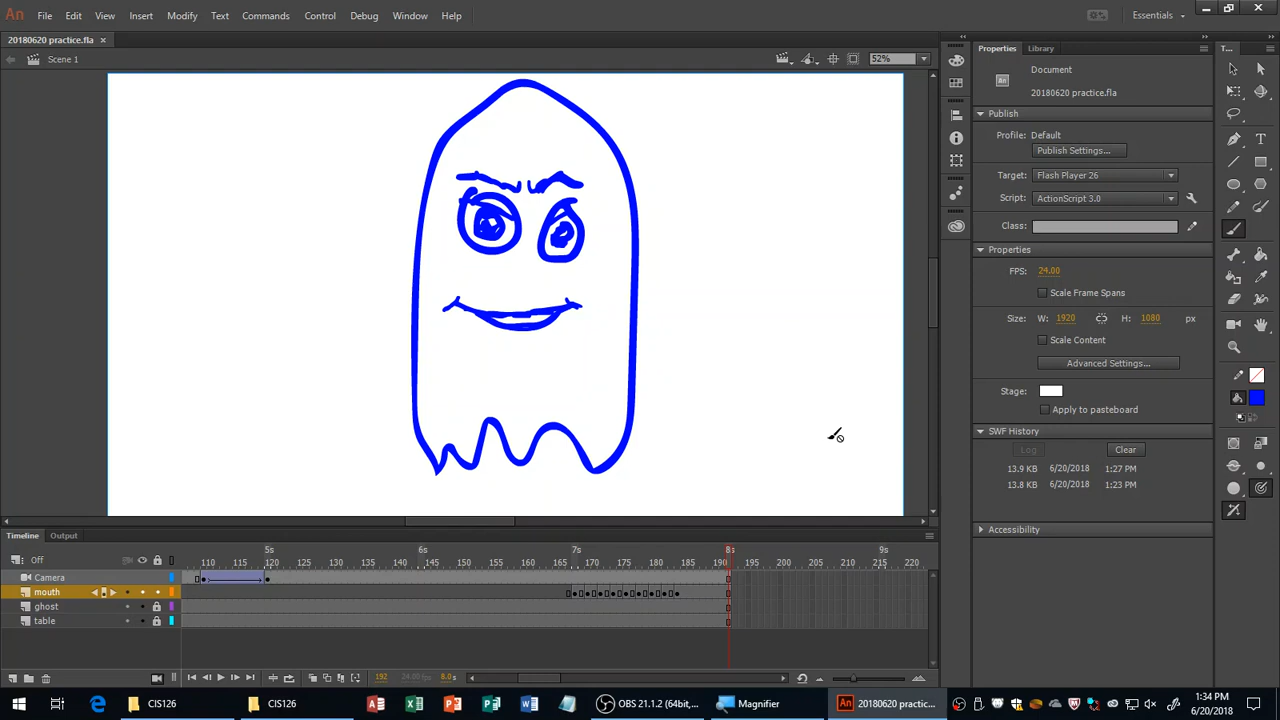 An File Edit View Insert Modify Text Commands Control Debug Window Help Essentials
20180620 practice.fla ×
Scene 1 52%
Properties Library T...
An Document
20180620 practice.fla
Publish
Profile: Default
Publish Settings...
Target: Flash Player 26
Script: ActionScript 3.0
Class:
Properties
FPS: 24.00
Scale Frame Spans
Size: W: 1920 H: 1080 px
Scale Content
Advanced Settings...
Stage:
Apply to pasteboard
SWF History
Log Clear
13.9 KB 6/20/2018 1:27 PM
13.8 KB 6/20/2018 1:23 PM
Accessibility
Timeline Output
5s 6s 7s 8s 9s
Off 110 115 120 125 130 135 140 145 150 155 160 165 170 175 180 185 190 195 200 205 210 215 220
Camera
mouth
ghost
table
192 24.00 fps 8.0s
CIS126 CIS126 OBS 21.1.2 (64bit,... Magnifier An 20180620 practic...
1:34 PM
6/20/2018